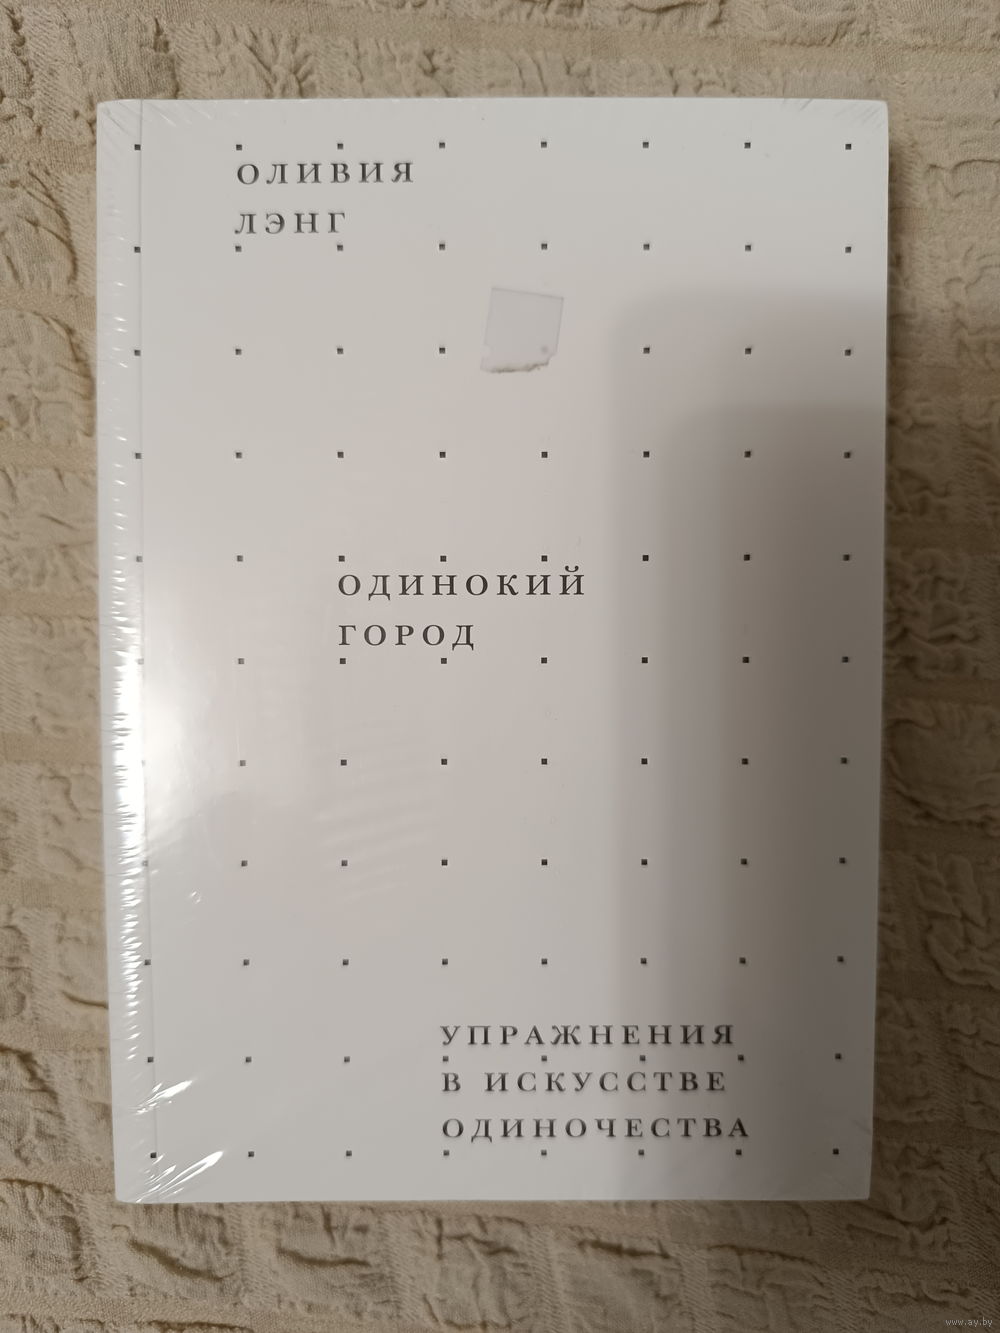 ОЛИВИЯ
ЛЭНГ
ОДИНОКИЙ
ГОРОД
УПРАЖНЕНИЯ
В ИСКУССТВЕ
ОДИНОЧЕСТВА
www.ay.by